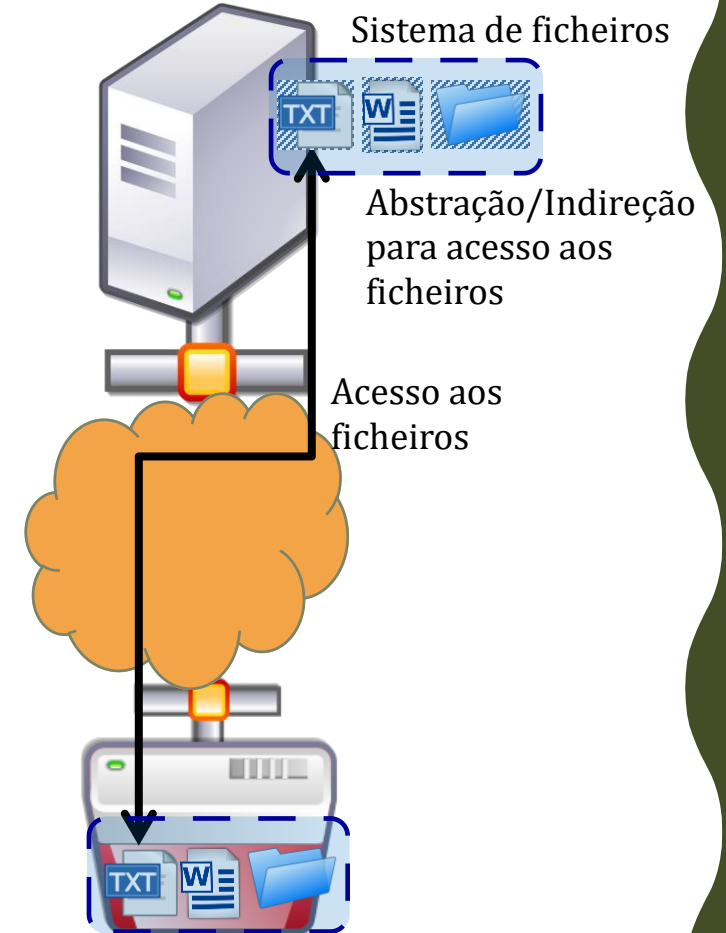 Sistema de ficheiros
TXT
W
Abstração/Indireção
para acesso aos
ficheiros
Acesso aos
ficheiros
TXT
W